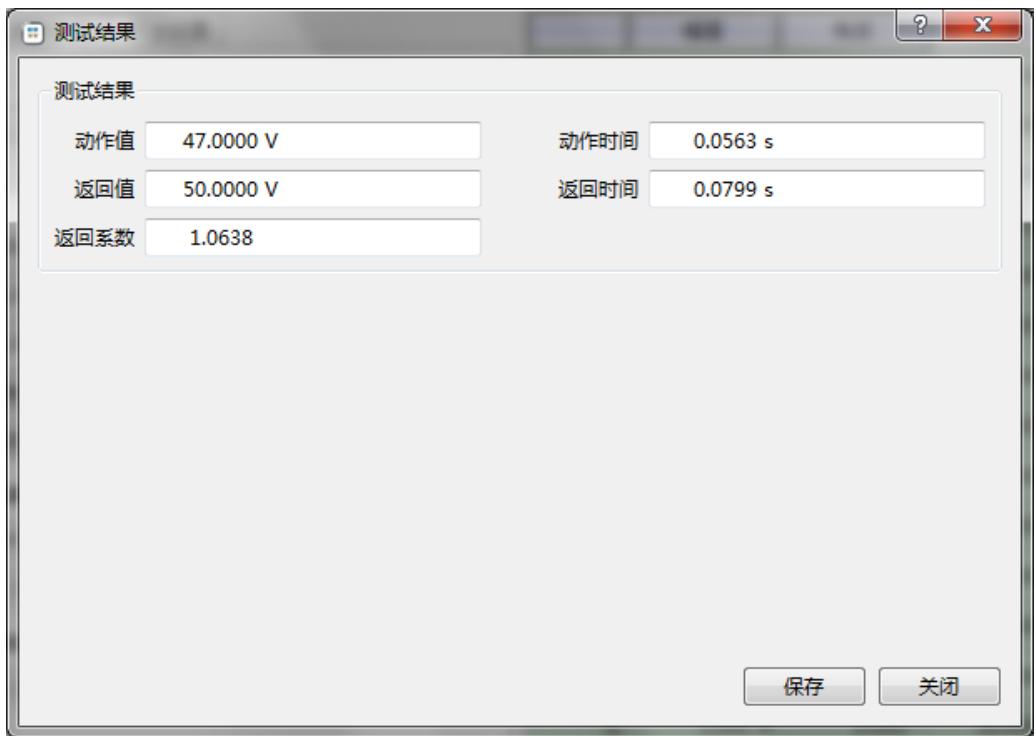 测试结果
测试结果
动作值 47.0000 V 动作时间 0.0563 s
返回值 50.0000 V 返回时间 0.0799 s
返回系数 1.0638
保存 关闭